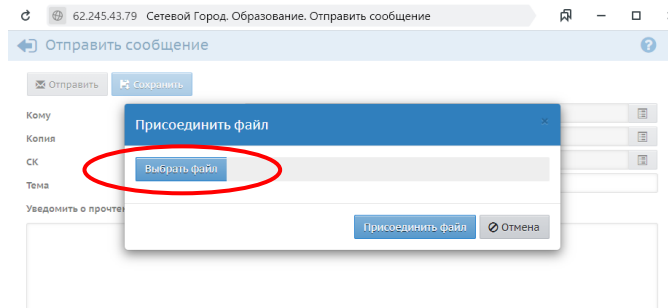 62.245.43.79 Сетевой Город. Образование. Отправить сообщение
Отправить сообщение
Отправить Сохранить
Присоединить файл ×
Кому
Копия
СК
Выбрать файл
Тема
Уведомить о прочтен
Присоединить файл Отмена